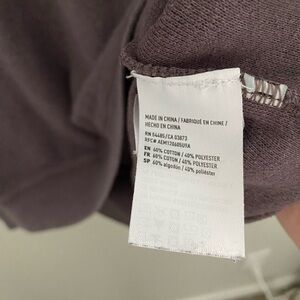 MADE IN CHINA / FABRIQUÉ EN CHINE /
HECHO EN CHINA
RN 54485/CA 03873
EN 60% COTTON / 40% POLYESTER
FR 60% COTON / 40% POLYESTER
SP 60% algodón / 40% poliéster